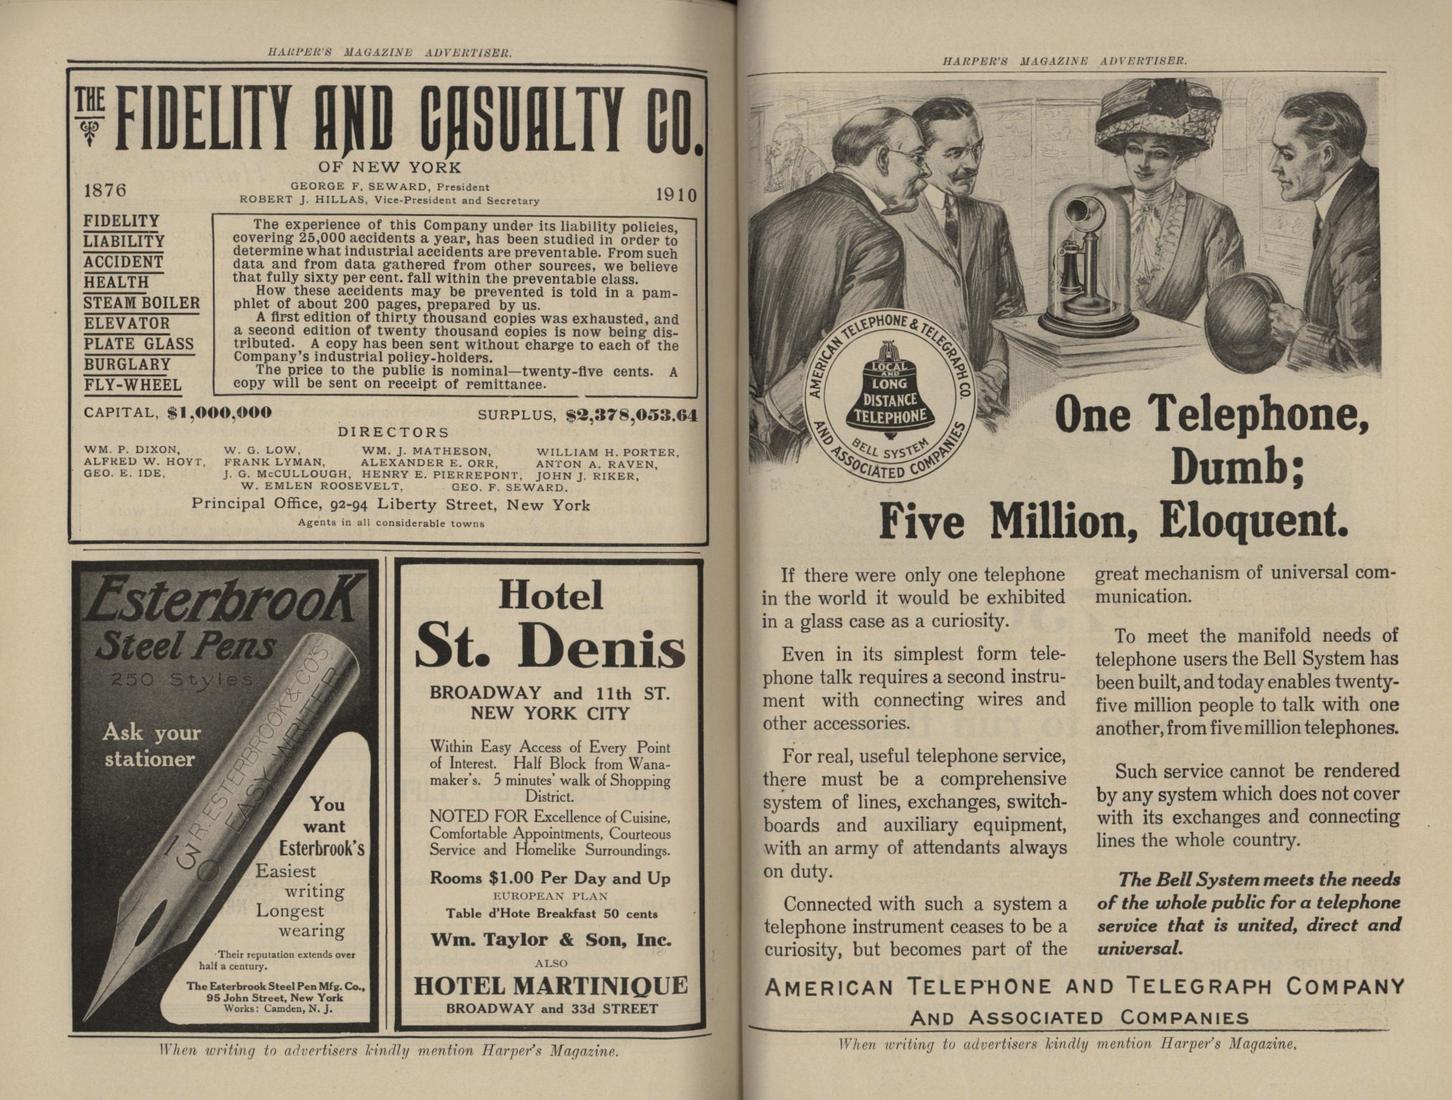 HARPER'S MAGAZINE ADVERTISER.
THE FIDELITY AND CASUALTY CO.
OF NEW YORK
1876
GEORGE F. SEWARD, President
ROBERT J. HILLAS, Vice-President and Secretary
1910
FIDELITY
LIABILITY
ACCIDENT
HEALTH
STEAM BOILER
ELEVATOR
PLATE GLASS
BURGLARY
FLY-WHEEL
The experience of this Company under its liability policies,
covering 25,000 accidents a year, has been studied in order to
determine what industrial accidents are preventable. From such
data and from data gathered from other sources, we believe
that fully sixty per cent. fall within the preventable class.
How these accidents may be prevented is told in a pam-
phlet of about 200 pages, prepared by us.
A first edition of thirty thousand copies was exhausted, and
a second edition of twenty thousand copies is now being dis-
tributed. A copy has been sent without charge to each of the
Company's industrial policy-holders.
The price to the public is nominal—twenty-five cents. A
copy will be sent on receipt of remittance.
CAPITAL, $1,000,000 SURPLUS, $2,378,053.64
DIRECTORS
WM. P. DIXON, W. G. LOW, WM. J. MATHESON, WILLIAM H. PORTER,
ALFRED W. HOYT, FRANK LYMAN, ALEXANDER E. ORR, ANTON A. RAVEN,
GEO. E. IDE, J. G. McCULLOUGH, HENRY E. PIERREPONT, JOHN J. RIKER,
W. EMLEN ROOSEVELT, GEO. F. SEWARD.
Principal Office, 92-94 Liberty Street, New York
Agents in all considerable towns
Esterbrook
Steel Pens
250 Styles
Ask your
stationer
R. ESTERBROOK & CO'S
EASY WRITER
You
want
Esterbrook's
Easiest
writing
Longest
wearing
Their reputation extends over
half a century.
The Esterbrook Steel Pen Mfg. Co.,
95 John Street, New York
Works: Camden, N. J.
Hotel
St. Denis
BROADWAY and 11th ST.
NEW YORK CITY
Within Easy Access of Every Point
of Interest. Half Block from Wana-
maker's. 5 minutes' walk of Shopping
District.
NOTED FOR Excellence of Cuisine,
Comfortable Appointments, Courteous
Service and Homelike Surroundings.
Rooms $1.00 Per Day and Up
EUROPEAN PLAN
Table d'Hote Breakfast 50 cents
Wm. Taylor & Son, Inc.
ALSO
HOTEL MARTINIQUE
BROADWAY and 33d STREET
When writing to advertisers kindly mention Harper's Magazine.
HARPER'S MAGAZINE ADVERTISER.
AMERICAN TELEPHONE & TELEGRAPH CO.
AND ASSOCIATED COMPANIES
LOCAL
AND
LONG
DISTANCE
TELEPHONE
BELL SYSTEM
One Telephone,
Dumb;
Five Million, Eloquent.
If there were only one telephone
in the world it would be exhibited
in a glass case as a curiosity.
Even in its simplest form tele-
phone talk requires a second instru-
ment with connecting wires and
other accessories.
For real, useful telephone service,
there must be a comprehensive
system of lines, exchanges, switch-
boards and auxiliary equipment,
with an army of attendants always
on duty.
Connected with such a system a
telephone instrument ceases to be a
curiosity, but becomes part of the
great mechanism of universal com-
munication.
To meet the manifold needs of
telephone users the Bell System has
been built, and today enables twenty-
five million people to talk with one
another, from five million telephones.
Such service cannot be rendered
by any system which does not cover
with its exchanges and connecting
lines the whole country.
The Bell System meets the needs
of the whole public for a telephone
service that is united, direct and
universal.
AMERICAN TELEPHONE AND TELEGRAPH COMPANY
AND ASSOCIATED COMPANIES
When writing to advertisers kindly mention Harper's Magazine.